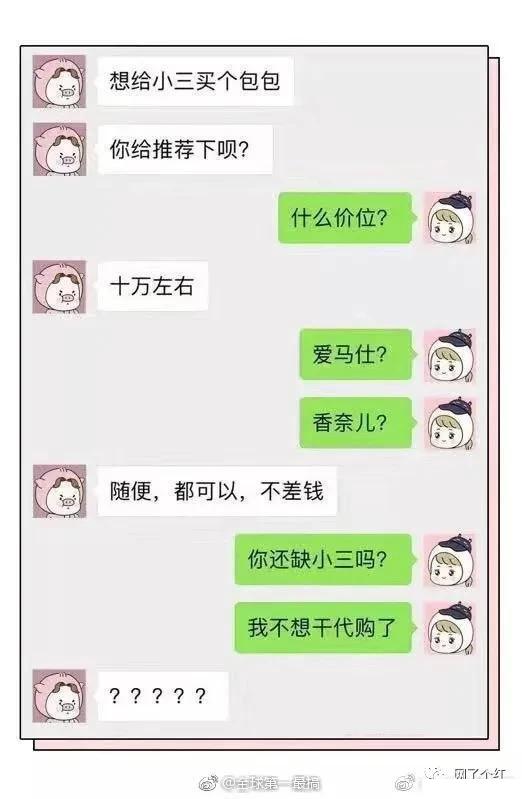 想给小三买个包包
你给推荐下呗？
什么价位？
十万左右
爱马仕？
香奈儿？
随便，都可以，不差钱
你还缺小三吗？
我不想干代购了
？？？？？
@全球第一最搞
网了个红